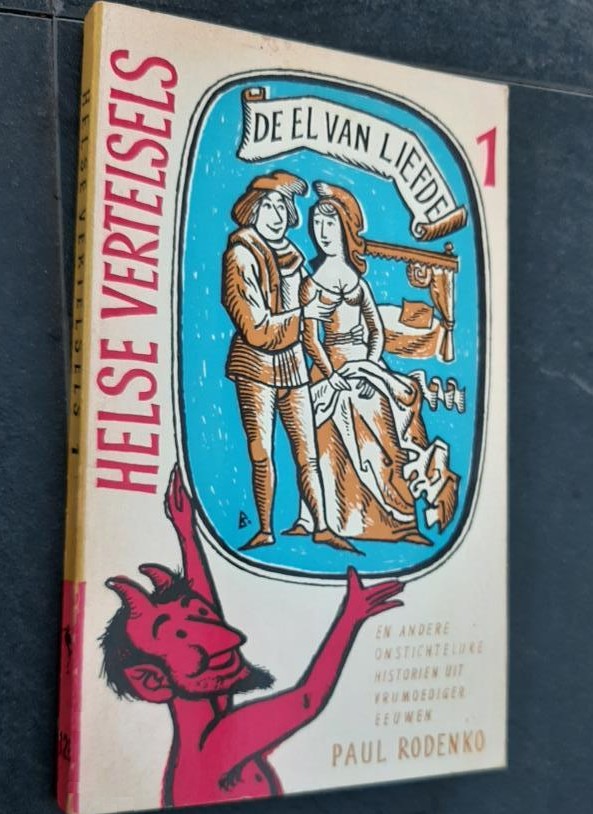 HELSE VERTELSELS
DE EL VAN LIEFDE
1
EN ANDERE
ONSTICHTELIJKE
HISTORIEN UIT
VRIJMOEDIGER
EEUWEN
PAUL RODENKO
HELSE VERTELSELS 1